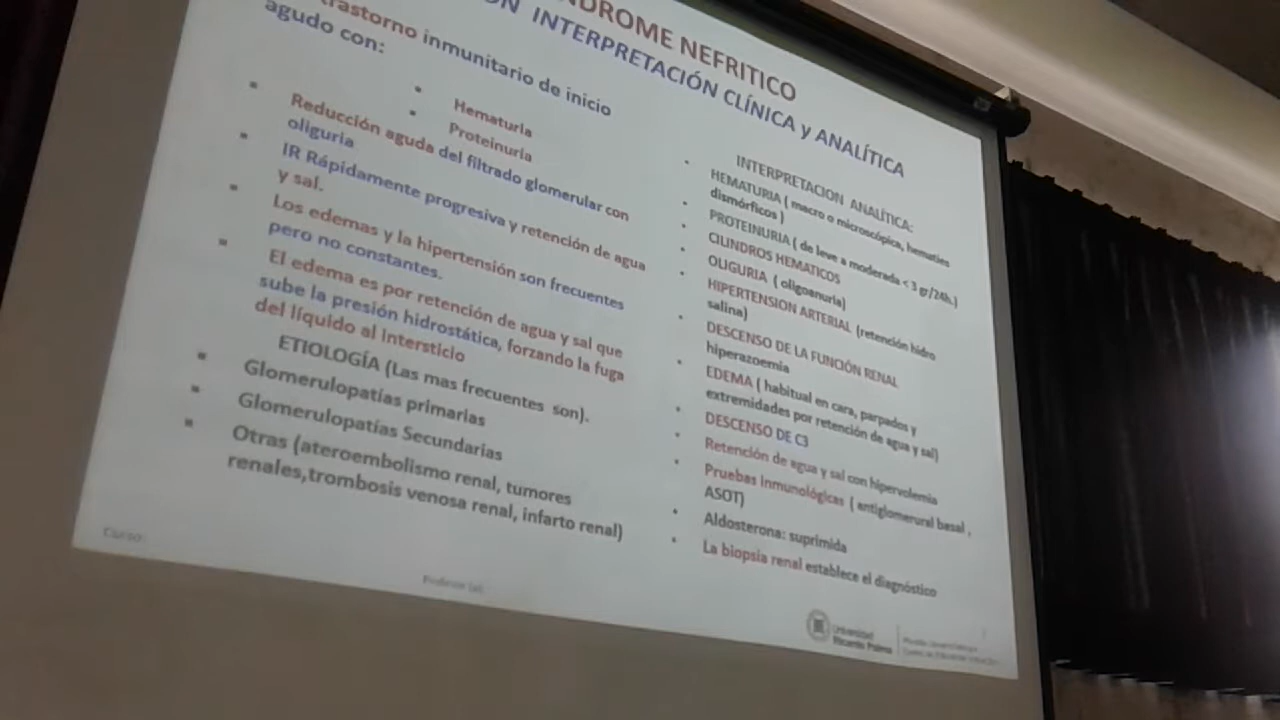 NDROME NEFRITICO
ON INTERPRETACIÓN CLÍNICA y ANALÍTICA
trastorno inmunitario de inicio
agudo con:
Hematuria
Proteinuria
Reducción aguda del filtrado glomerular con
oliguria
IR Rápidamente progresiva y retención de agua
y sal.
Los edemas y la hipertensión son frecuentes
pero no constantes.
El edema es por retención de agua y sal que
sube la presión hidrostática, forzando la fuga
del líquido al intersticio
ETIOLOGÍA (Las mas frecuentes son).
Glomerulopatías primarias
Glomerulopatías Secundarias
Otras (ateroembolismo renal, tumores
renales,trombosis venosa renal, infarto renal)
INTERPRETACION ANALÍTICA:
HEMATURIA ( macro o microscópica, hematies
dismórficos )
PROTEINURIA ( de leve a moderada < 3 gr/24h.)
CILINDROS HEMATICOS
OLIGURIA ( oligoanuria)
HIPERTENSION ARTERIAL (retención hidro
salina)
DESCENSO DE LA FUNCIÓN RENAL
hiperazoemia
EDEMA ( habitual en cara, parpados y
extremidades por retención de agua y sal)
DESCENSO DE C3
Retención de agua y sal con hipervolemia
Pruebas Inmunológicas ( antiglomerural basal ,
ASOT)
Aldosterona: suprimida
La biopsia renal establece el diagnóstico
Curso
Universidad
Ricardo Palma